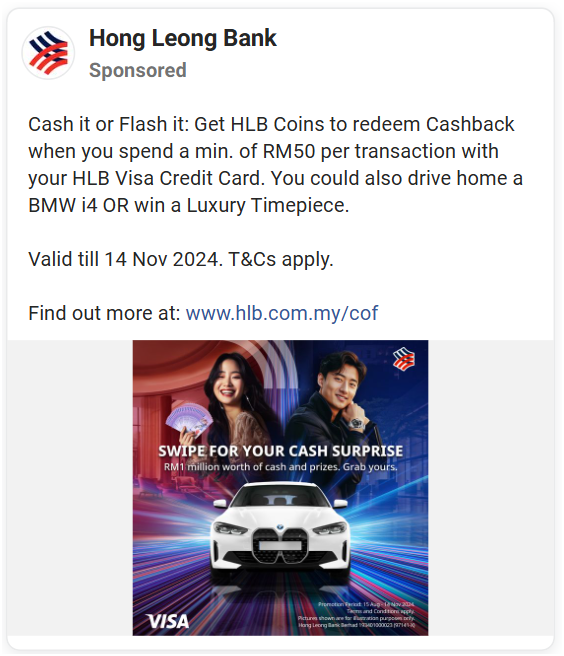 Hong Leong Bank
Sponsored
Cash it or Flash it: Get HLB Coins to redeem Cashback
when you spend a min. of RM50 per transaction with
your HLB Visa Credit Card. You could also drive home a
BMW i4 OR win a Luxury Timepiece.
Valid till 14 Nov 2024. T&Cs apply.
Find out more at: www.hlb.com.my/cof
SWIPE FOR YOUR CASH SURPRISE
RM1 million worth of cash and prizes. Grab yours.
VISA
Promotion Period: 15 Aug - 14 Nov 2024
Terms and Conditions apply.
Pictures shown are for illustration purposes only.
Hong Leong Bank Berhad 193401000023 (97141-X)